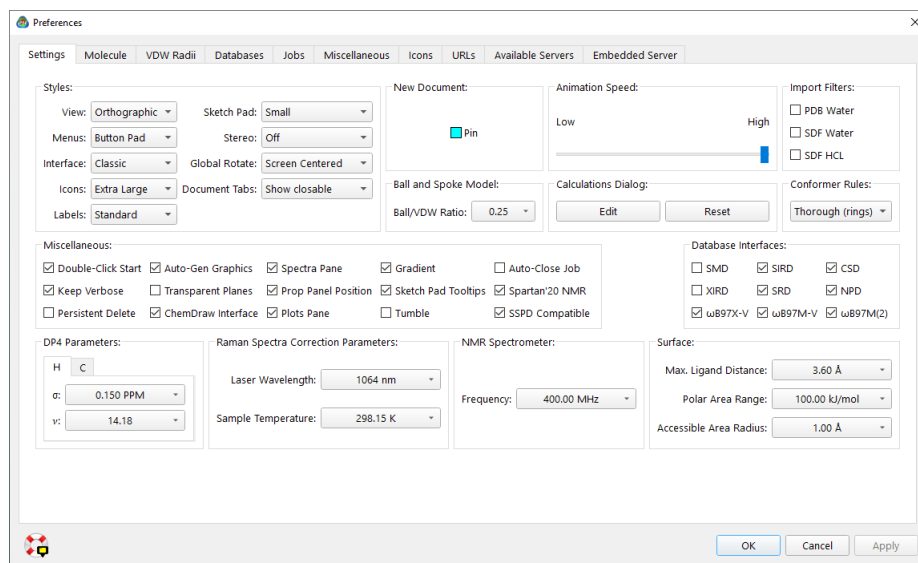 Preferences
Settings Molecule VDW Radii Databases Jobs Miscellaneous Icons URLs Available Servers Embedded Server
Styles:
View: Orthographic Sketch Pad: Small
Menus: Button Pad Stereo: Off
Interface: Classic Global Rotate: Screen Centered
Icons: Extra Large Document Tabs: Show closable
Labels: Standard
New Document:
Pin
Animation Speed:
Low High
Import Filters:
PDB Water
SDF Water
SDF HCL
Ball and Spoke Model:
Ball/VDW Ratio: 0.25
Calculations Dialog:
Edit Reset
Conformer Rules:
Thorough (rings)
Miscellaneous:
Double-Click Start Auto-Gen Graphics Spectra Pane Gradient Auto-Close Job
Keep Verbose Transparent Planes Prop Panel Position Sketch Pad Tooltips Spartan'20 NMR
Persistent Delete ChemDraw Interface Plots Pane Tumble SSPD Compatible
Database Interfaces:
SMD SIRD CSD
XIRD SRD NPD
ωB97X-V ωB97M-V ωB97M(2)
DP4 Parameters:
H C
σ: 0.150 PPM
ν: 14.18
Raman Spectra Correction Parameters:
Laser Wavelength: 1064 nm
Sample Temperature: 298.15 K
NMR Spectrometer:
Frequency: 400.00 MHz
Surface:
Max. Ligand Distance: 3.60 Å
Polar Area Range: 100.00 kJ/mol
Accessible Area Radius: 1.00 Å
OK Cancel Apply